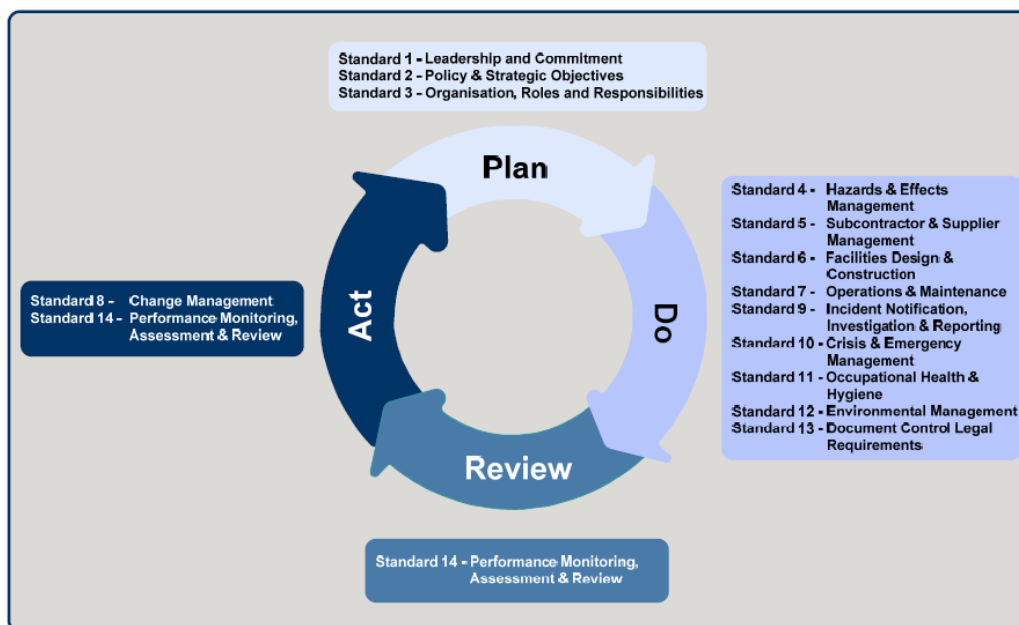 Standard 1 - Leadership and Commitment
Standard 2 - Policy & Strategic Objectives
Standard 3 - Organisation, Roles and Responsibilities
Plan
Standard 4 - Hazards & Effects
Management
Standard 5 - Subcontractor & Supplier
Management
Standard 6 - Facilities Design &
Construction
Standard 7 - Operations & Maintenance
Standard 9 - Incident Notification,
Investigation & Reporting
Standard 10 - Crisis & Emergency
Management
Standard 11 - Occupational Health &
Hygiene
Standard 12 - Environmental Management
Standard 13 - Document Control Legal
Requirements
Do
Standard 8 - Change Management
Standard 14 - Performance Monitoring,
Assessment & Review
Act
Review
Standard 14 - Performance Monitoring,
Assessment & Review